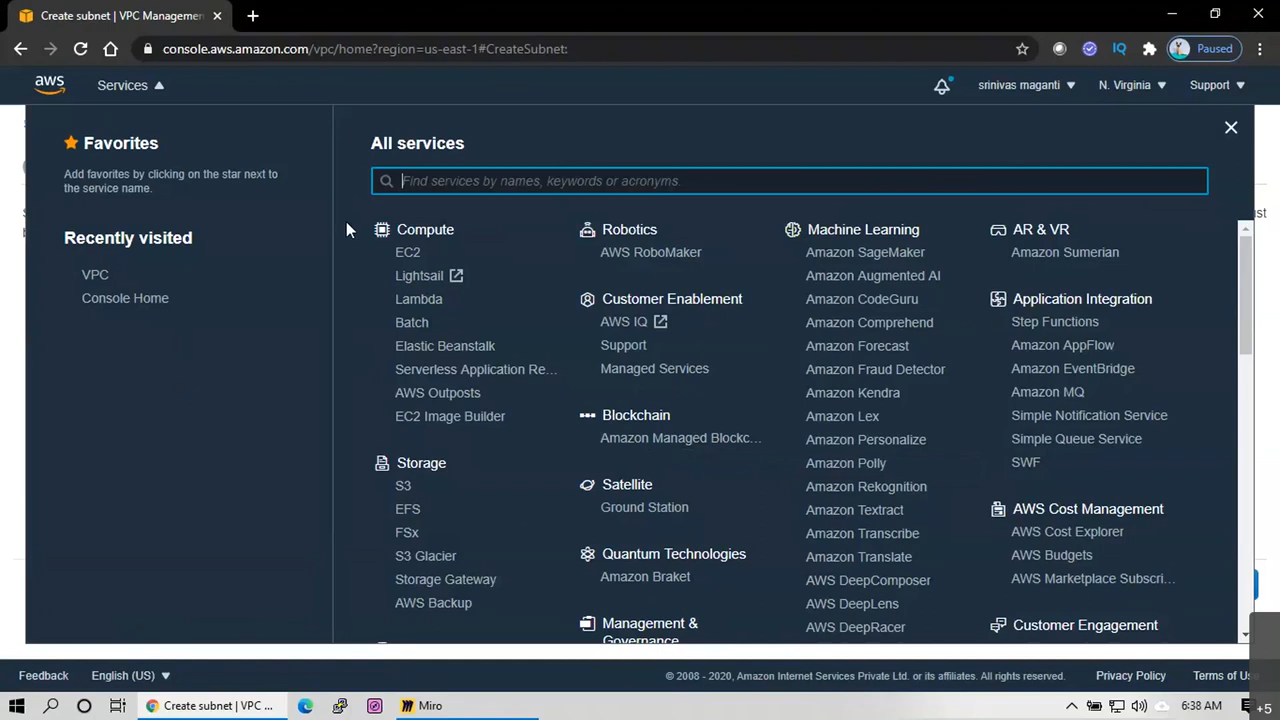 Create subnet | VPC Managemen
console.aws.amazon.com/vpc/home?region=us-east-1#CreateSubnet:
IQ
Paused
aws
Services
srinivas maganti
N. Virginia
Support
Favorites
Add favorites by clicking on the star next to
the service name.
Recently visited
VPC
Console Home
All services
Find services by names, keywords or acronyms.
Compute
EC2
Lightsail
Lambda
Batch
Elastic Beanstalk
Serverless Application Re...
AWS Outposts
EC2 Image Builder
Storage
S3
EFS
FSx
S3 Glacier
Storage Gateway
AWS Backup
Robotics
AWS RoboMaker
Customer Enablement
AWS IQ
Support
Managed Services
Blockchain
Amazon Managed Blockc...
Satellite
Ground Station
Quantum Technologies
Amazon Braket
Management &
Governance
Machine Learning
Amazon SageMaker
Amazon Augmented AI
Amazon CodeGuru
Amazon Comprehend
Amazon Forecast
Amazon Fraud Detector
Amazon Kendra
Amazon Lex
Amazon Personalize
Amazon Polly
Amazon Rekognition
Amazon Textract
Amazon Transcribe
Amazon Translate
AWS DeepComposer
AWS DeepLens
AWS DeepRacer
AR & VR
Amazon Sumerian
Application Integration
Step Functions
Amazon AppFlow
Amazon EventBridge
Amazon MQ
Simple Notification Service
Simple Queue Service
SWF
AWS Cost Management
AWS Cost Explorer
AWS Budgets
AWS Marketplace Subscri...
Customer Engagement
Feedback
English (US)
© 2008 - 2020, Amazon Internet Services Private Ltd. or its affiliates. All rights reserved.
Privacy Policy
Terms of
Create subnet | VPC ...
Miro
6:38 AM
+5